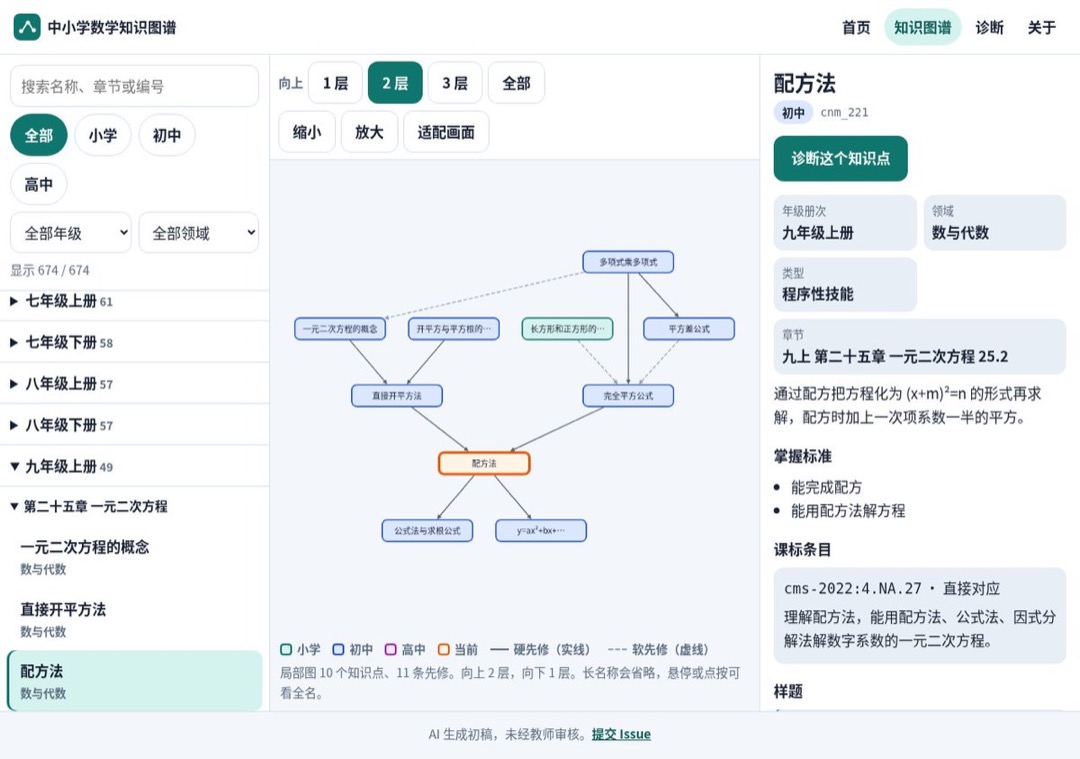 中小学数学知识图谱
首页 知识图谱 诊断 关于
搜索名称、章节或编号
全部 小学 初中
高中
全部年级 全部领域
显示 674 / 674
七年级上册 61
七年级下册 58
八年级上册 57
八年级下册 57
九年级上册 49
第二十五章 一元二次方程
一元二次方程的概念
数与代数
直接开平方法
数与代数
配方法
数与代数
向上 1 层 2 层 3 层 全部
缩小 放大 适配画面
多项式乘多项式
一元二次方程的概念 开平方与平方根的… 长方形和正方形的… 平方差公式
直接开平方法 完全平方公式
配方法
公式法与求根公式 y=ax²+bx+…
小学 初中 高中 当前 硬先修（实线） 软先修（虚线）
局部图 10 个知识点、11 条先修。向上 2 层，向下 1 层。长名称会省略，悬停或点按可
看全名。
配方法
初中 cnm_221
诊断这个知识点
年级册次 领域
九年级上册 数与代数
类型
程序性技能
章节
九上 第二十五章 一元二次方程 25.2
通过配方把方程化为 (x+m)²=n 的形式再求
解，配方时加上一次项系数一半的平方。
掌握标准
能完成配方
能用配方法解方程
课标条目
cms-2022:4.NA.27 · 直接对应
理解配方法，能用配方法、公式法、因式分
解法解数字系数的一元二次方程。
样题
AI 生成初稿，未经教师审核。提交 Issue